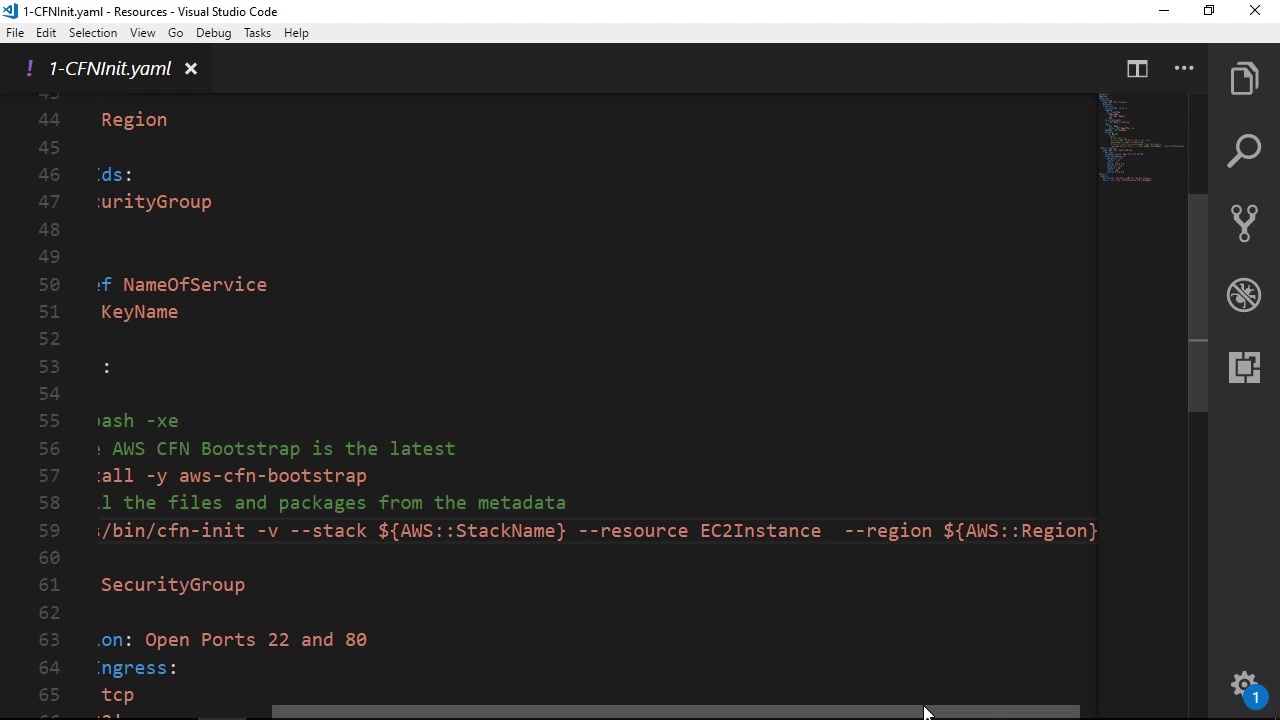 1-CFNInit.yaml - Resources - Visual Studio Code
File Edit Selection View Go Debug Tasks Help
! 1-CFNInit.yaml ×
44 Region
45
46 ds:
47 urityGroup
48
49
50 f NameOfService
51 KeyName
52
53 :
54
55 ash -xe
56 AWS CFN Bootstrap is the latest
57 all -y aws-cfn-bootstrap
58 l the files and packages from the metadata
59 /bin/cfn-init -v --stack ${AWS::StackName} --resource EC2Instance  --region ${AWS::Region}
60
61 SecurityGroup
62
63 on: Open Ports 22 and 80
64 ngress:
65 tcp
1